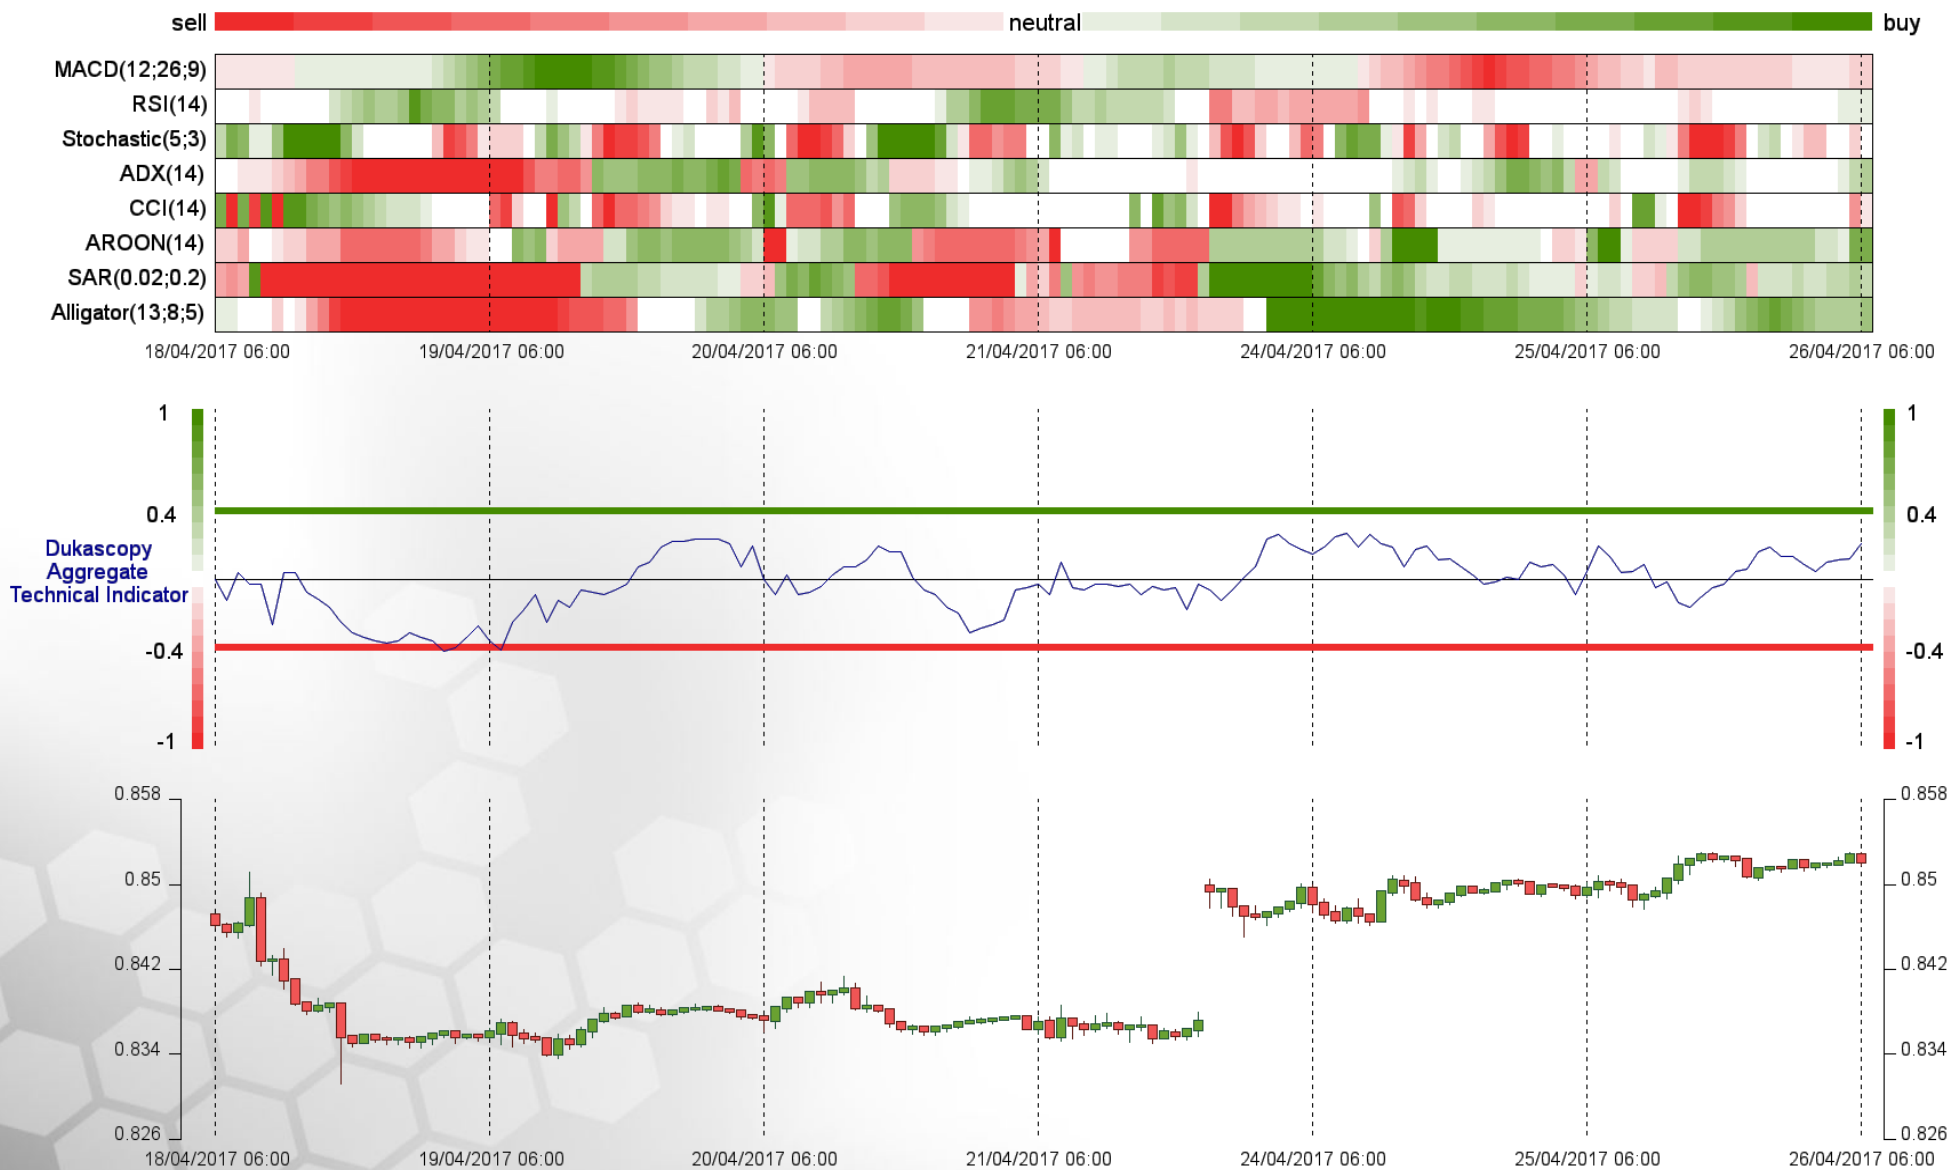 sell neutral buy
MACD(12;26;9)
RSI(14)
Stochastic(5;3)
ADX(14)
CCI(14)
AROON(14)
SAR(0.02;0.2)
Alligator(13;8;5)
18/04/2017 06:00 19/04/2017 06:00 20/04/2017 06:00 21/04/2017 06:00 24/04/2017 06:00 25/04/2017 06:00 26/04/2017 06:00
1 1
0.4 0.4
Dukascopy
Aggregate
Technical Indicator
-0.4 -0.4
-1 -1
0.858 0.858
0.85 0.85
0.842 0.842
0.834 0.834
0.826 0.826
18/04/2017 06:00 19/04/2017 06:00 20/04/2017 06:00 21/04/2017 06:00 24/04/2017 06:00 25/04/2017 06:00 26/04/2017 06:00